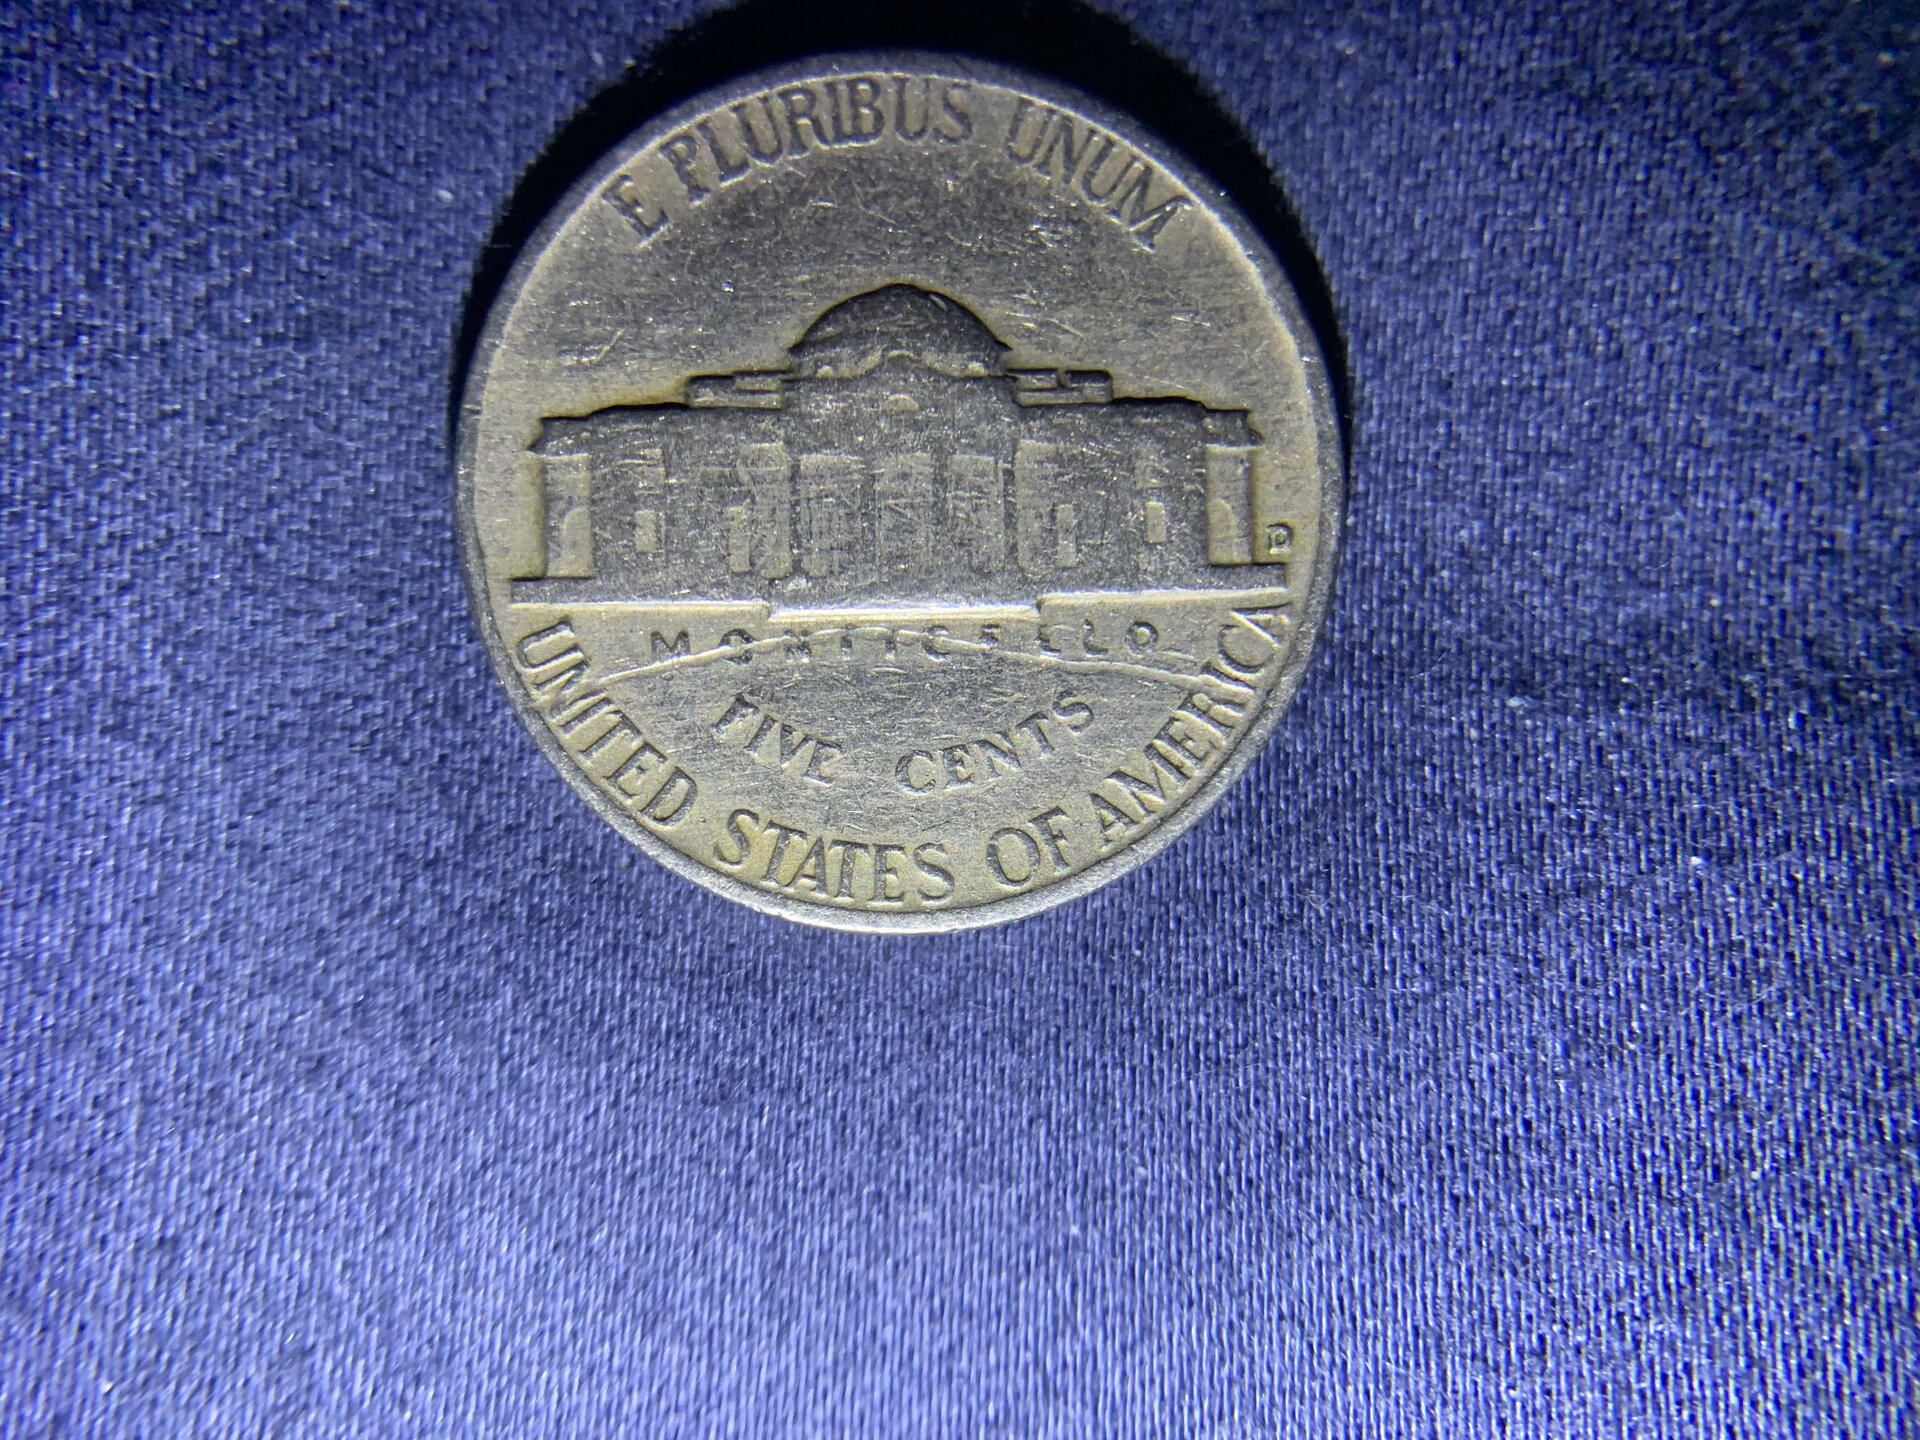 E PLURIBUS UNUM
D
MONTICELLO
FIVE CENTS
UNITED STATES OF AMERICA